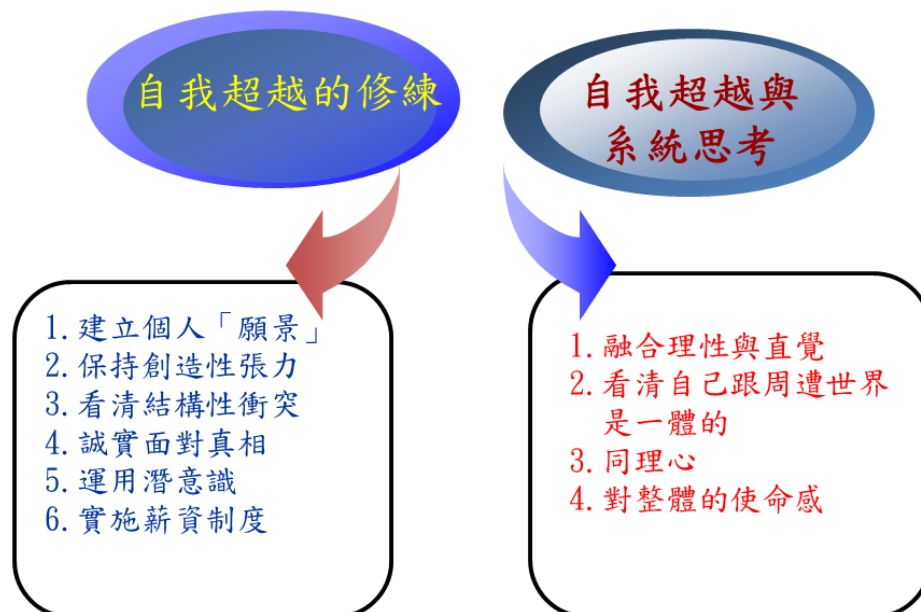 自我超越的修練
自我超越與
系統思考
1.建立個人「願景」
2.保持創造性張力
3.看清結構性衝突
4.誠實面對真相
5.運用潛意識
6.實施薪資制度
1.融合理性與直覺
2.看清自己跟周遭世界
是一體的
3.同理心
4.對整體的使命感